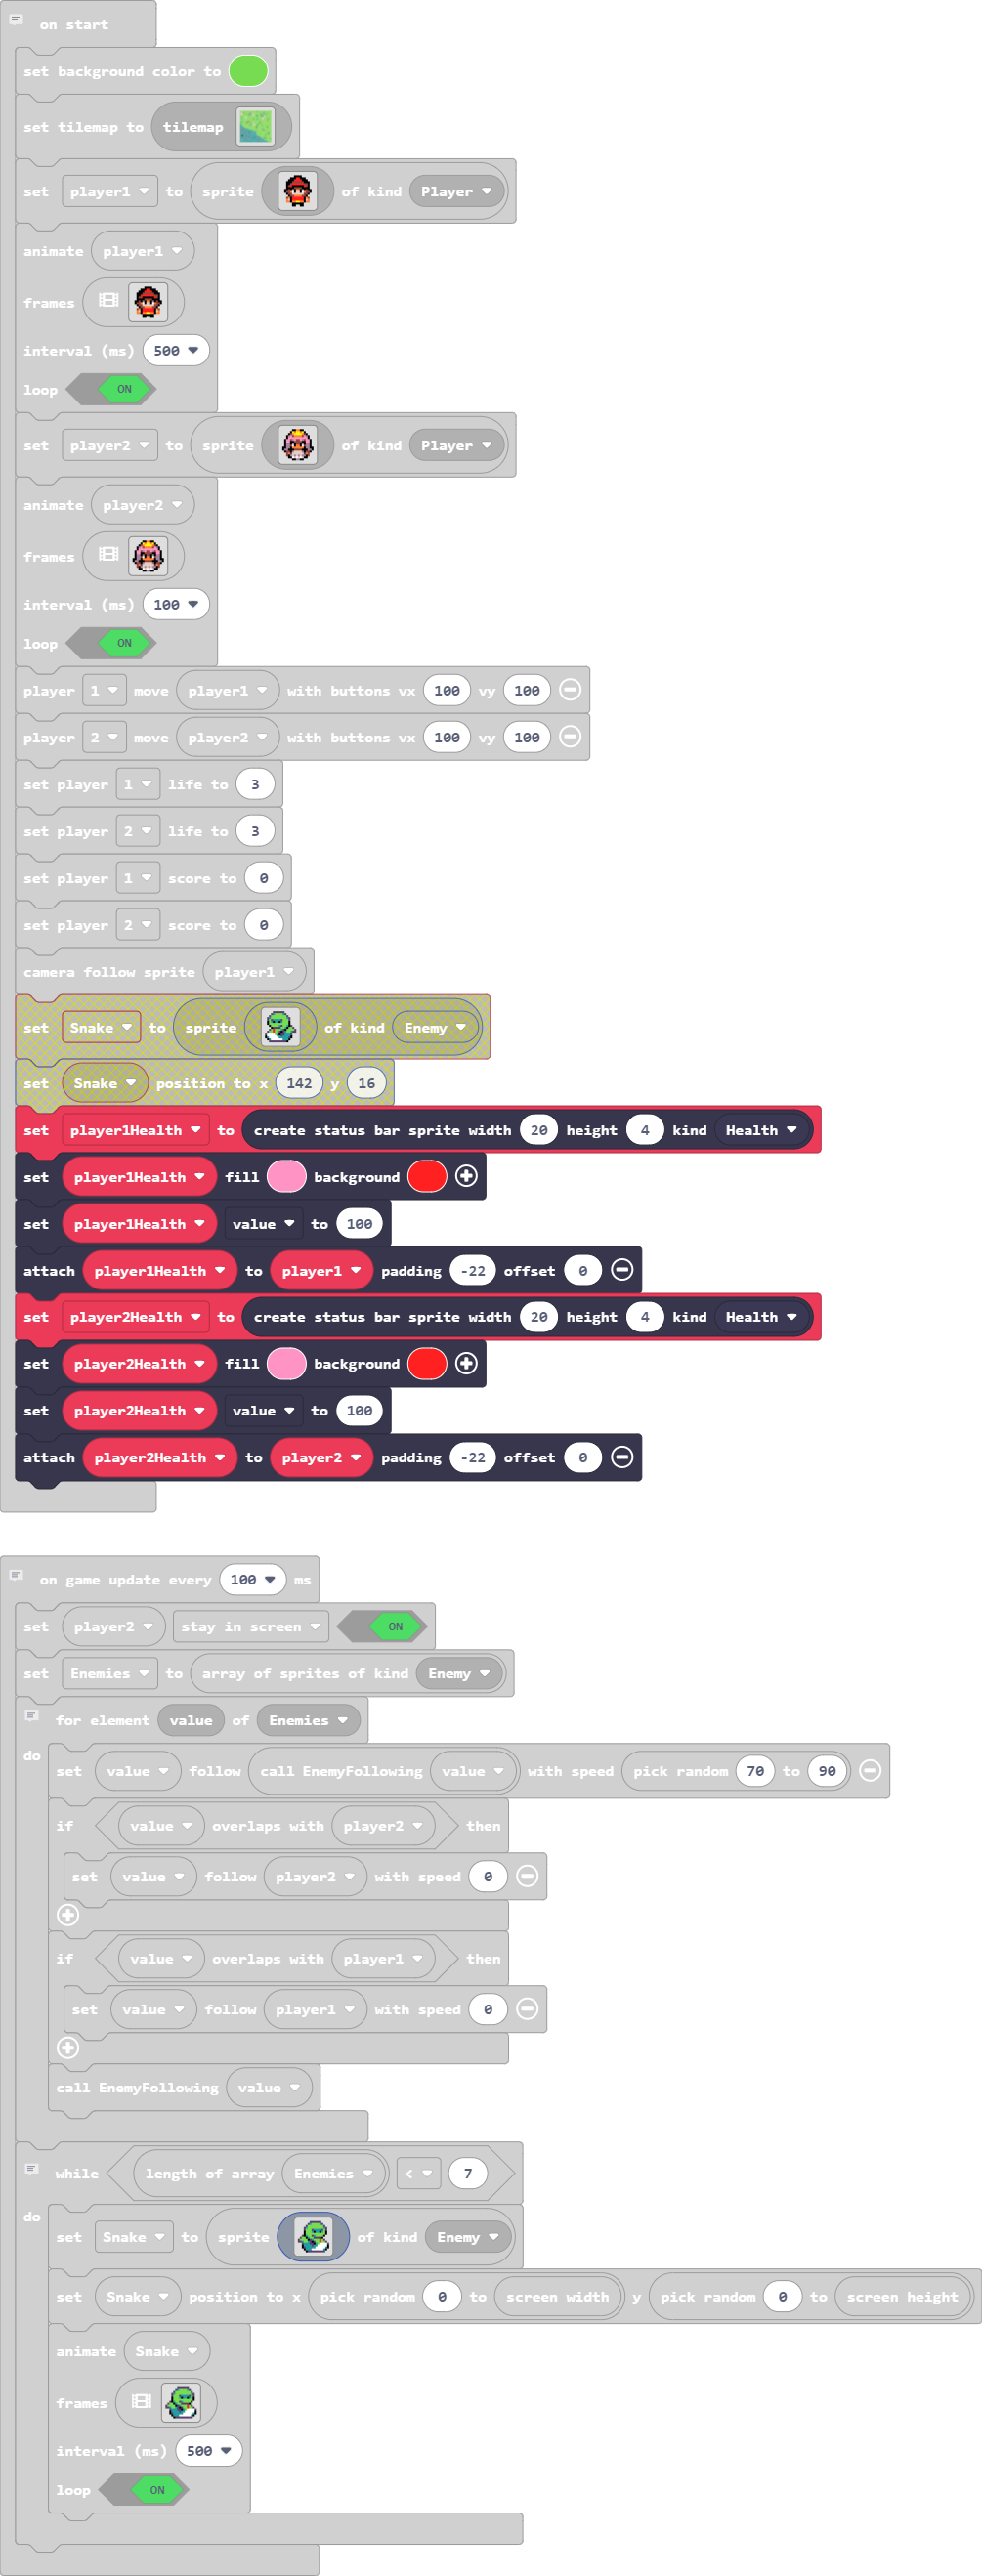 on start
set background color to
set tilemap to tilemap
set player1 to sprite of kind Player
animate player1
frames
interval (ms) 500
loop ON
set player2 to sprite of kind Player
animate player2
frames
interval (ms) 100
loop ON
player 1 move player1 with buttons vx 100 vy 100
player 2 move player2 with buttons vx 100 vy 100
set player 1 life to 3
set player 2 life to 3
set player 1 score to 0
set player 2 score to 0
camera follow sprite player1
set Snake to sprite of kind Enemy
set Snake position to x 142 y 16
set player1Health to create status bar sprite width 20 height 4 kind Health
set player1Health fill background
set player1Health value to 100
attach player1Health to player1 padding -22 offset 0
set player2Health to create status bar sprite width 20 height 4 kind Health
set player2Health fill background
set player2Health value to 100
attach player2Health to player2 padding -22 offset 0
on game update every 100 ms
set player2 stay in screen ON
set Enemies to array of sprites of kind Enemy
for element value of Enemies
do
set value follow call EnemyFollowing value with speed pick random 70 to 90
if value overlaps with player2 then
set value follow player2 with speed 0
if value overlaps with player1 then
set value follow player1 with speed 0
call EnemyFollowing value
while length of array Enemies < 7
do
set Snake to sprite of kind Enemy
set Snake position to x pick random 0 to screen width y pick random 0 to screen height
animate Snake
frames
interval (ms) 500
loop ON